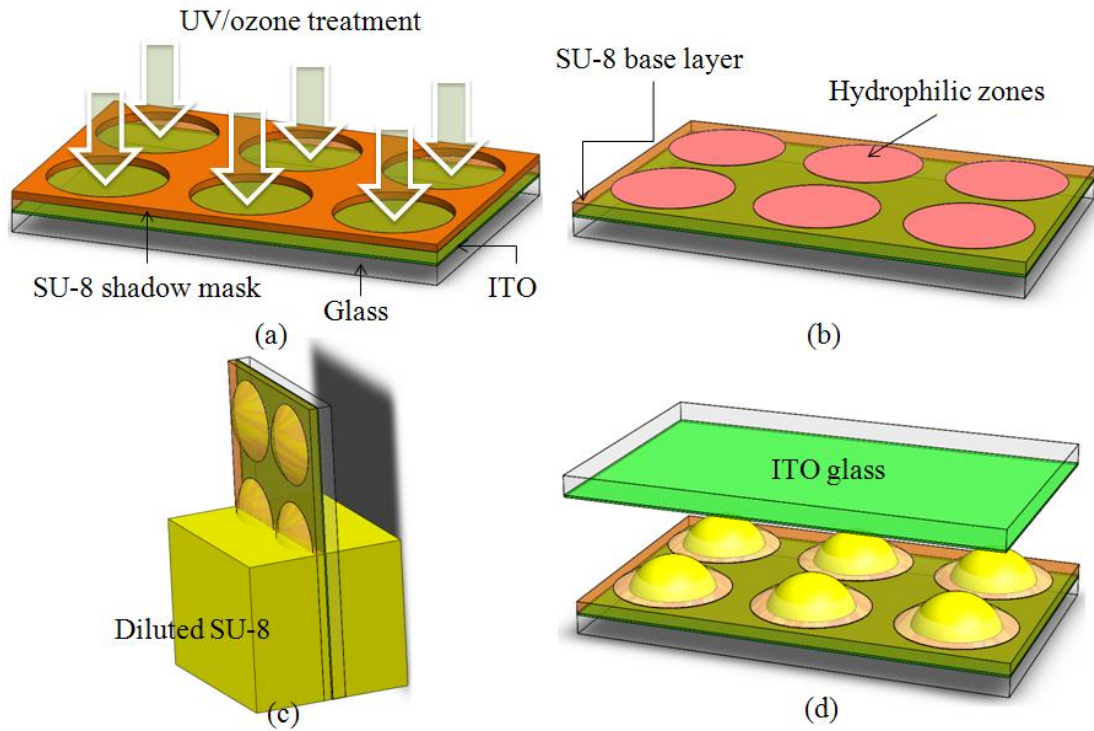 UV/ozone treatment
SU-8 shadow mask
Glass
ITO
(a)
SU-8 base layer
Hydrophilic zones
(b)
Diluted SU-8
(c)
ITO glass
(d)